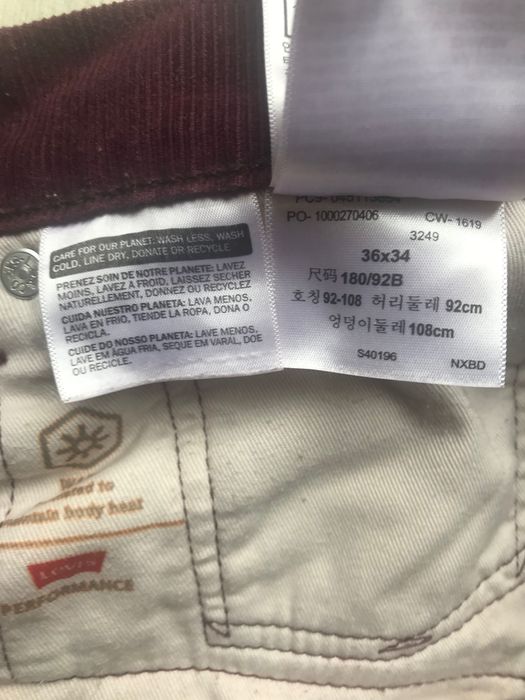 CARE FOR OUR PLANET: WASH LESS, WASH
COLD, LINE DRY, DONATE OR RECYCLE
PRENEZ SOIN DE NOTRE PLANETE: LAVEZ
MOINS, LAVEZ A FROID, LAISSEZ SECHER
NATURELLEMENT, DONNEZ OU RECYCLEZ
CUIDA NUESTRO PLANETA: LAVA MENOS,
LAVA EN FRIO, TIENDE LA ROPA, DONA O
RECICLA.
CUIDE DO NOSSO PLANETA: LAVE MENOS,
LAVE EM ÁGUA FRIA, SEQUE EM VARAL, DOE
OU RECICLE.
PO- 1000270406 CW- 1619
3249
36x34
尺码 180/92B
호칭 92-108 허리둘레 92cm
엉덩이둘레 108cm
S40196 NXBD
to
body heat
LEVI'S
PERFORMANCE